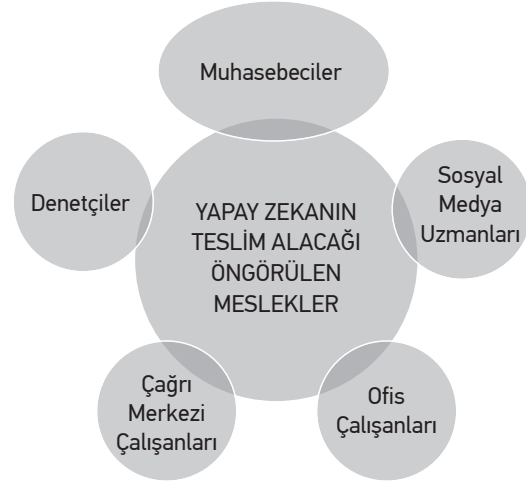 Muhasebeciler
Denetçiler
YAPAY ZEKANIN
TESLİM ALACAĞI
ÖNGÖRÜLEN
MESLEKLER
Sosyal
Medya
Uzmanları
Çağrı
Merkezi
Çalışanları
Ofis
Çalışanları